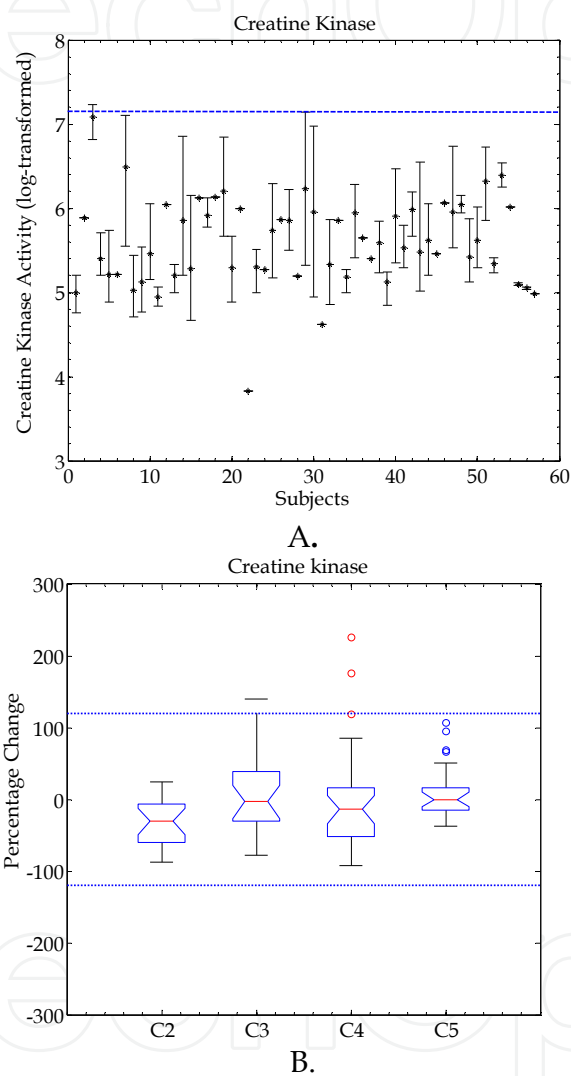 Creatine Kinase
8
7
6
5
4
3
Creatine Kinase Activity (log-transformed)
0 10 20 30 40 50 60
Subjects
A.
Creatine kinase
300
200
100
0
-100
-200
-300
Percentage Change
C2 C3 C4 C5
B.